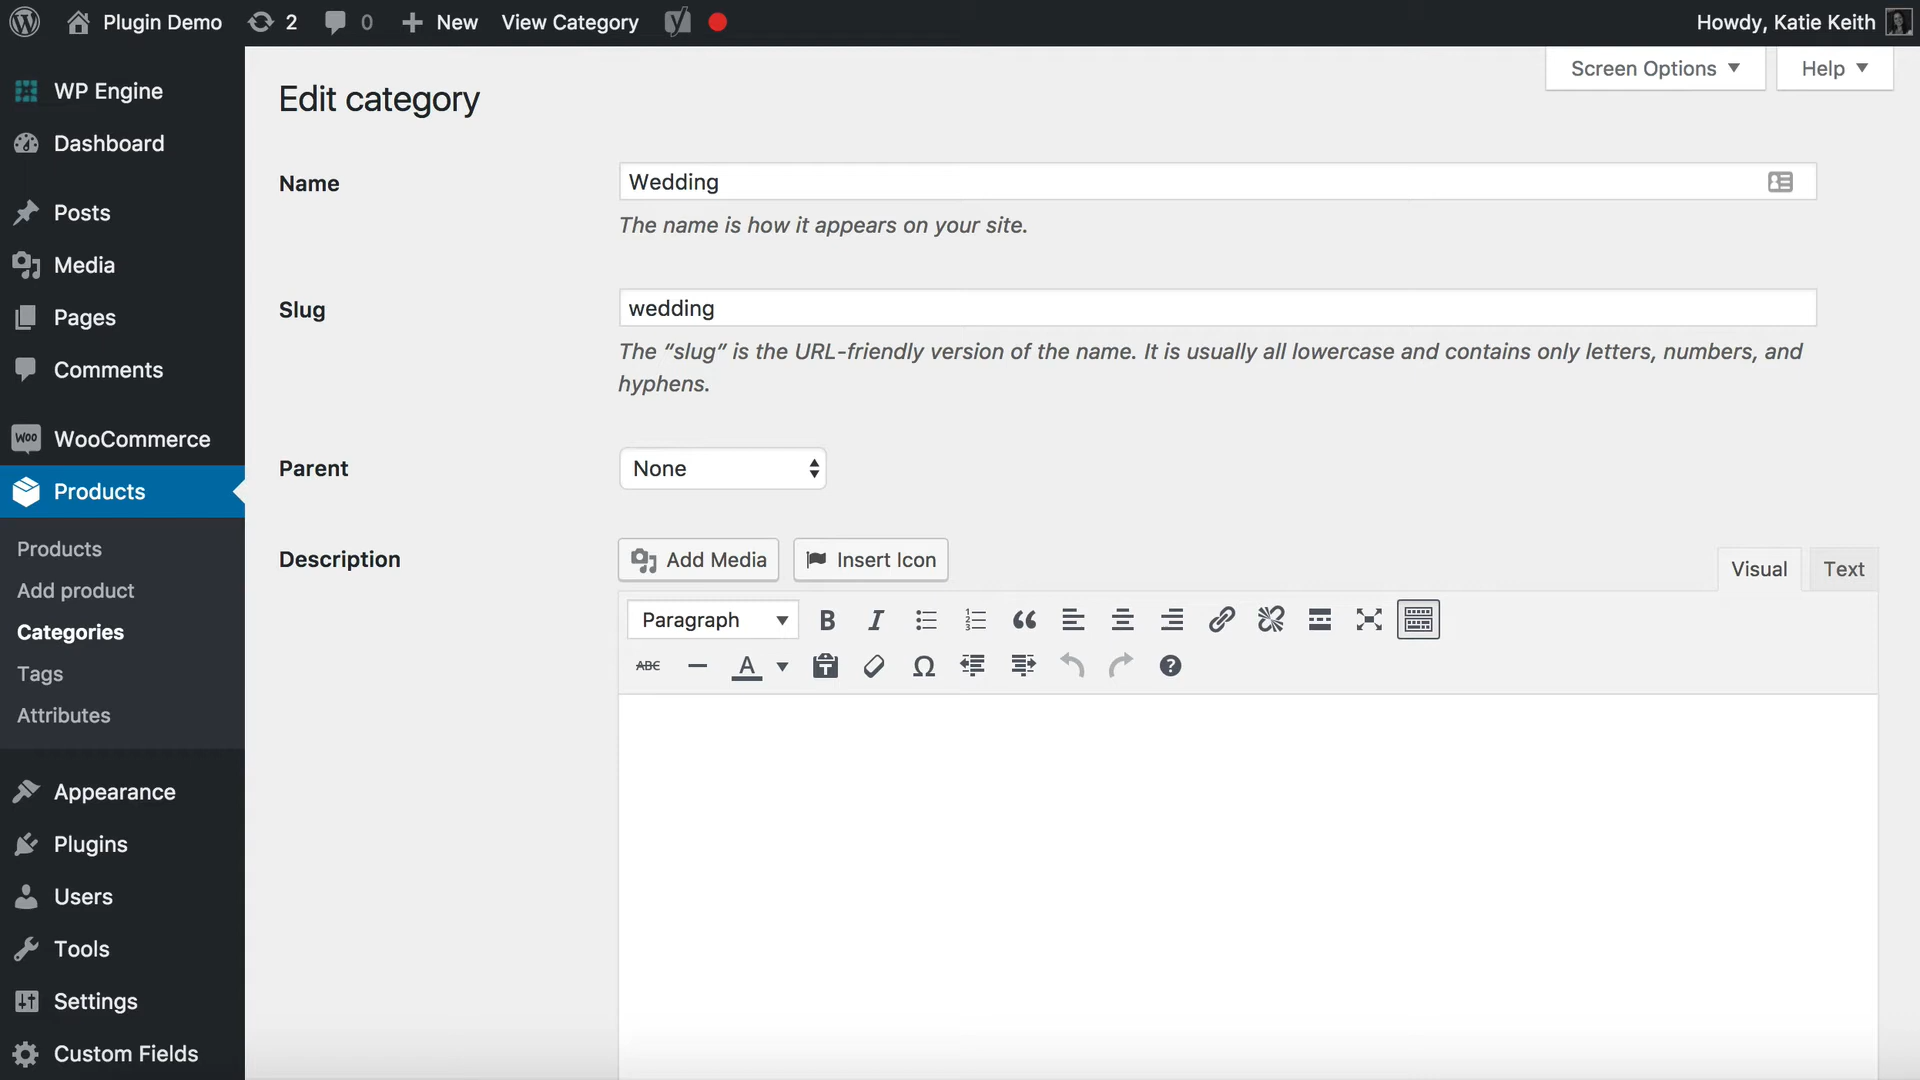 Plugin Demo 2 0 New View Category Howdy, Katie Keith
Screen Options Help
WP Engine
Dashboard
Posts
Media
Pages
Comments
WooCommerce
Products
Products
Add product
Categories
Tags
Attributes
Appearance
Plugins
Users
Tools
Settings
Custom Fields
Edit category
Name
Wedding
The name is how it appears on your site.
Slug
wedding
The “slug” is the URL-friendly version of the name. It is usually all lowercase and contains only letters, numbers, and
hyphens.
Parent
None
Description
Add Media Insert Icon
Visual Text
Paragraph B I
ABC A Ω